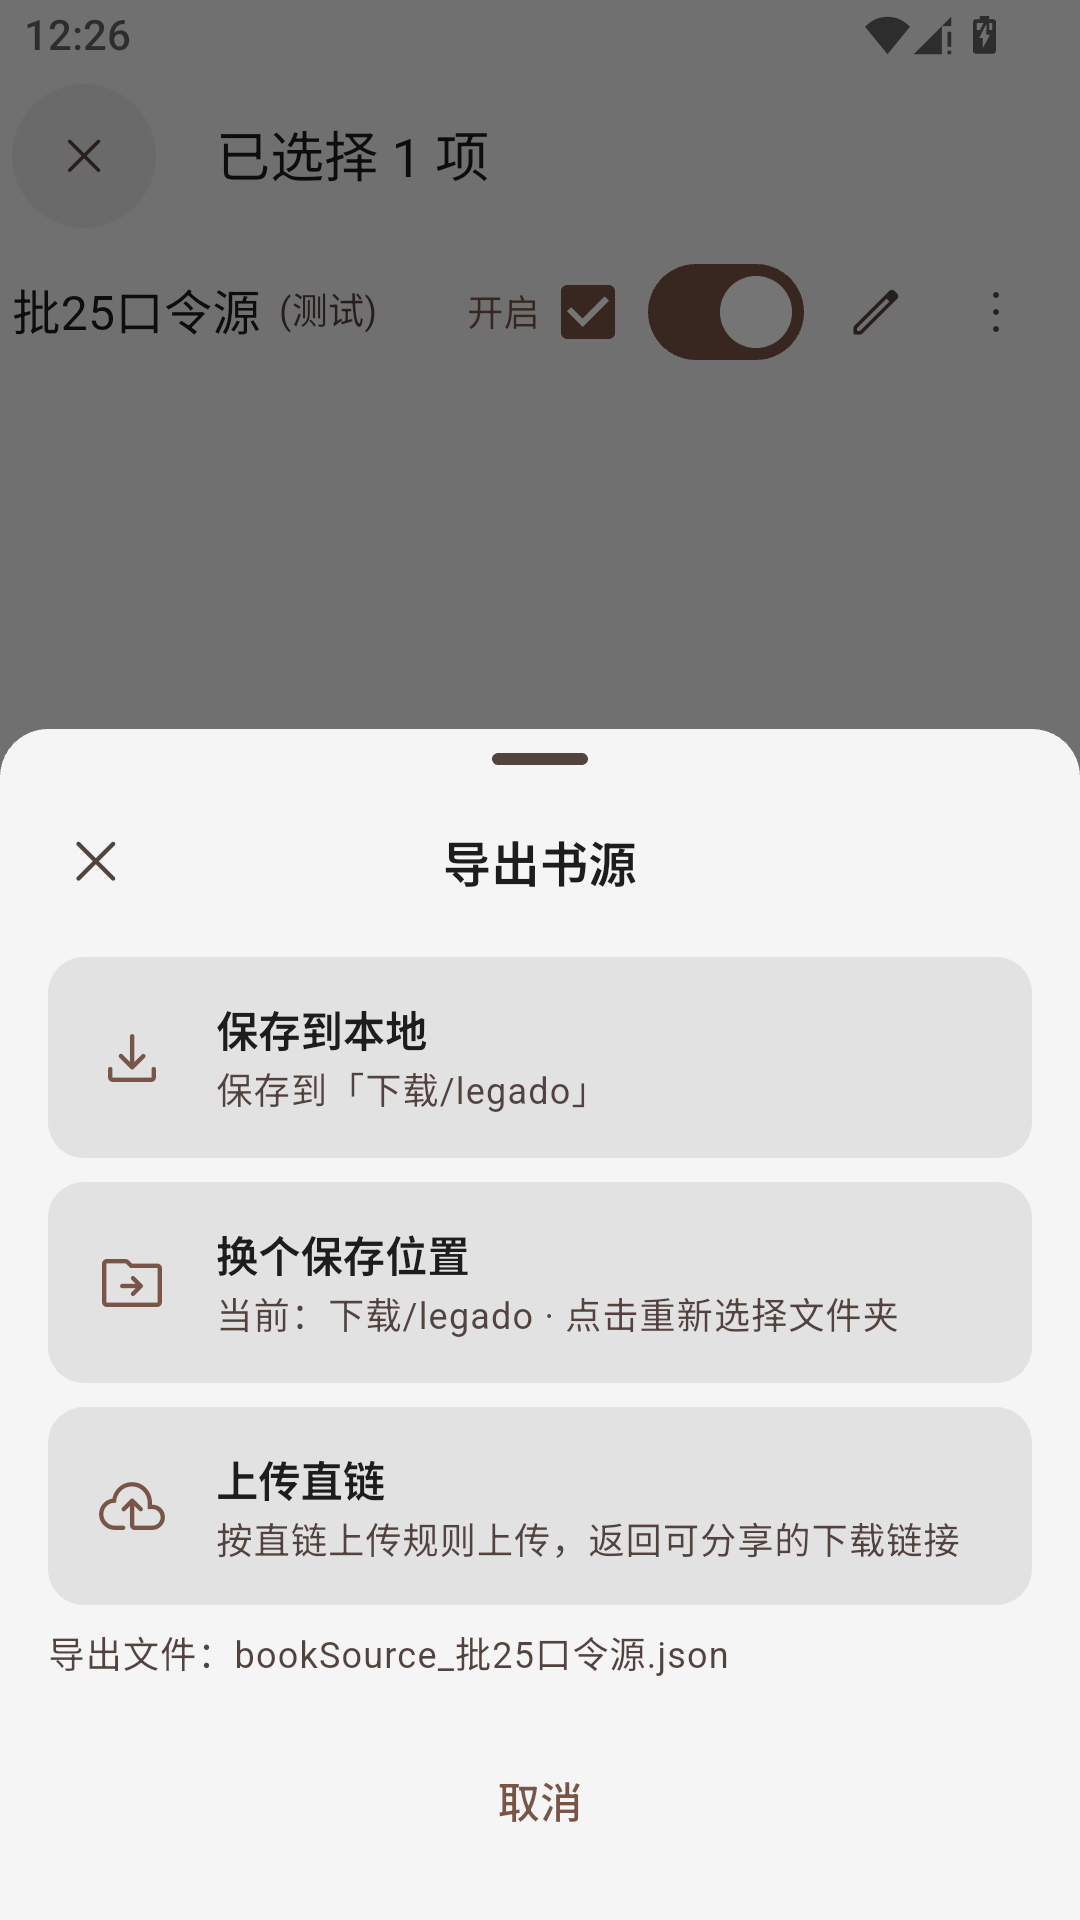 12:26
已选择 1 项
批25口令源 (测试) 开启
导出书源
保存到本地
保存到「下载/legado」
换个保存位置
当前：下载/legado · 点击重新选择文件夹
上传直链
按直链上传规则上传，返回可分享的下载链接
导出文件：bookSource_批25口令源.json
取消